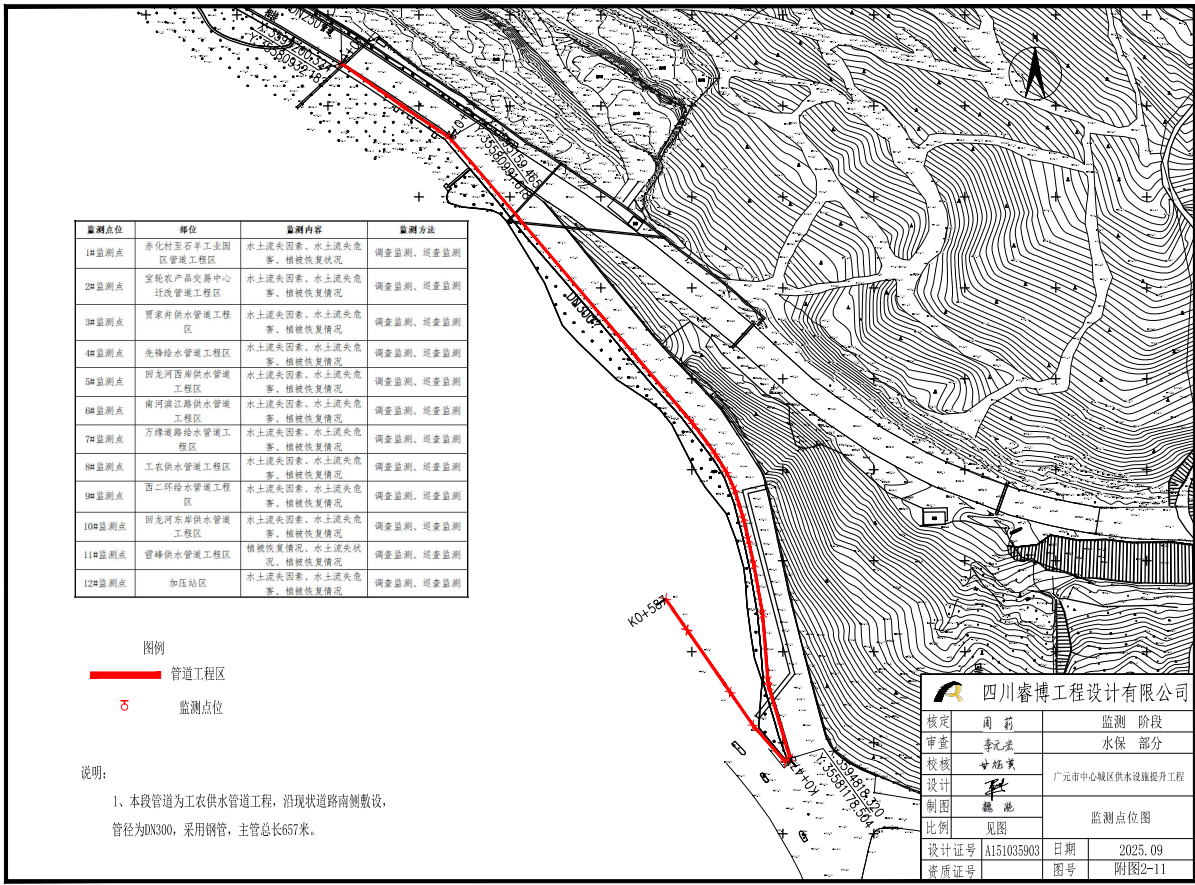 N
X:3594818.320
Y:35581178.504
DN300
K0+587
K0+427
监测点位 部位 监测内容 监测方法
1#监测点 赤化村至石羊工业园区管道工程区 水土流失因素、水土流失危害、植被恢复状况 调查监测、巡查监测
2#监测点 宝轮农产品交易中心迁改管道工程区 水土流失因素、水土流失危害、植被恢复情况 调查监测、巡查监测
3#监测点 贾家井供水管道工程区 水土流失因素、水土流失危害、植被恢复情况 调查监测、巡查监测
4#监测点 先锋给水管道工程区 水土流失因素、水土流失危害、植被恢复情况 调查监测、巡查监测
5#监测点 回龙河西岸供水管道工程区 水土流失因素、水土流失危害、植被恢复情况 调查监测、巡查监测
6#监测点 南河滨江路供水管道工程区 水土流失因素、水土流失危害、植被恢复情况 调查监测、巡查监测
7#监测点 万缘道路给水管道工程区 水土流失因素、水土流失危害、植被恢复情况 调查监测、巡查监测
8#监测点 工农供水管道工程区 水土流失因素、水土流失危害、植被恢复情况 调查监测、巡查监测
9#监测点 西二环给水管道工程区 水土流失因素、水土流失危害、植被恢复情况 调查监测、巡查监测
10#监测点 回龙河东岸供水管道工程区 水土流失因素、水土流失危害、植被恢复情况 调查监测、巡查监测
11#监测点 雷峰供水管道工程区 植被恢复情况、水土流失状况、植被恢复情况 调查监测、巡查监测
12#监测点 加压站区 水土流失因素、水土流失危害、植被恢复情况 调查监测、巡查监测
图例
管道工程区
监测点位
说明:
1、本段管道为工农供水管道工程，沿现状道路南侧敷设，
管径为DN300，采用钢管，主管总长657米。
四川睿博工程设计有限公司
核定 周莉 监测 阶段
审查 李元宏 水保 部分
校核
设计 广元市中心城区供水设施提升工程
制图 魏
比例 见图 监测点位图
设计证号 A151035903 日期 2025.09
资质证号 图号 附图2-11